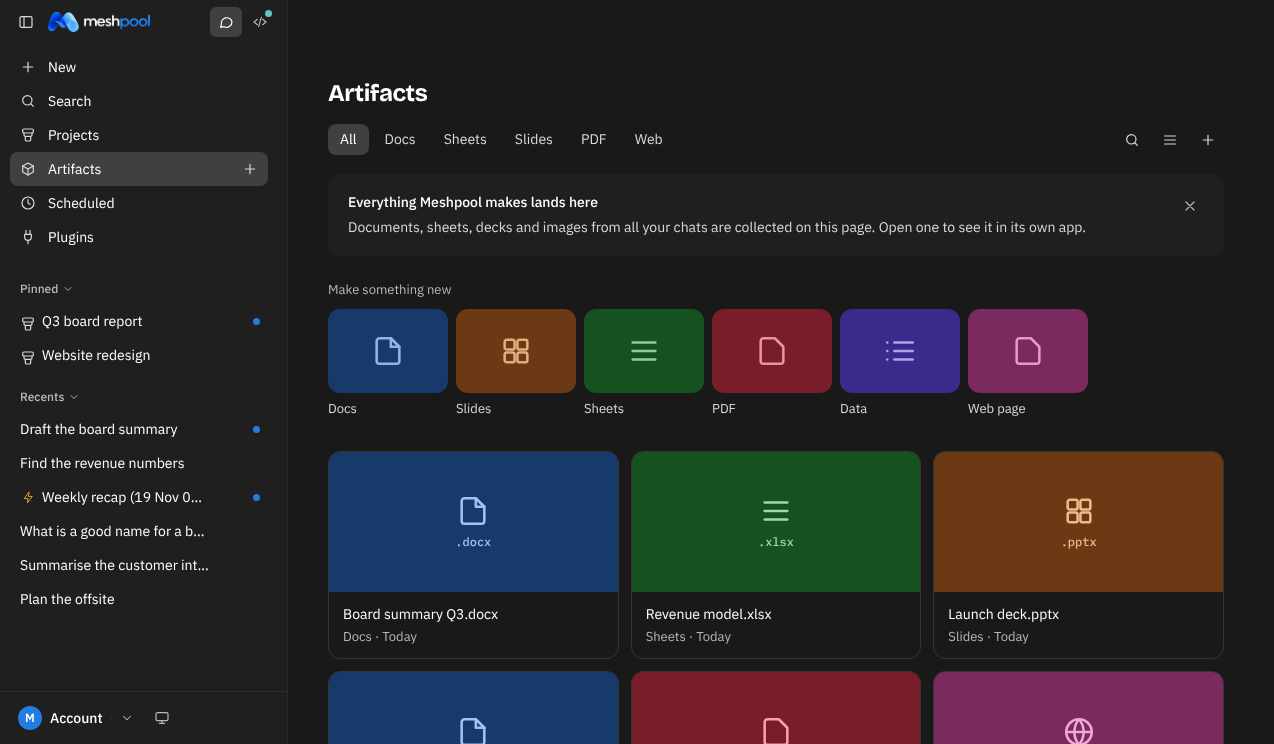 meshpool
New
Search
Projects
Artifacts
Scheduled
Plugins
Pinned
Q3 board report
Website redesign
Recents
Draft the board summary
Find the revenue numbers
Weekly recap (19 Nov 0...
What is a good name for a b...
Summarise the customer int...
Plan the offsite
M Account
Artifacts
All Docs Sheets Slides PDF Web
Everything Meshpool makes lands here
Documents, sheets, decks and images from all your chats are collected on this page. Open one to see it in its own app.
Make something new
Docs Slides Sheets PDF Data Web page
.docx .xlsx .pptx
Board summary Q3.docx Revenue model.xlsx Launch deck.pptx
Docs · Today Sheets · Today Slides · Today